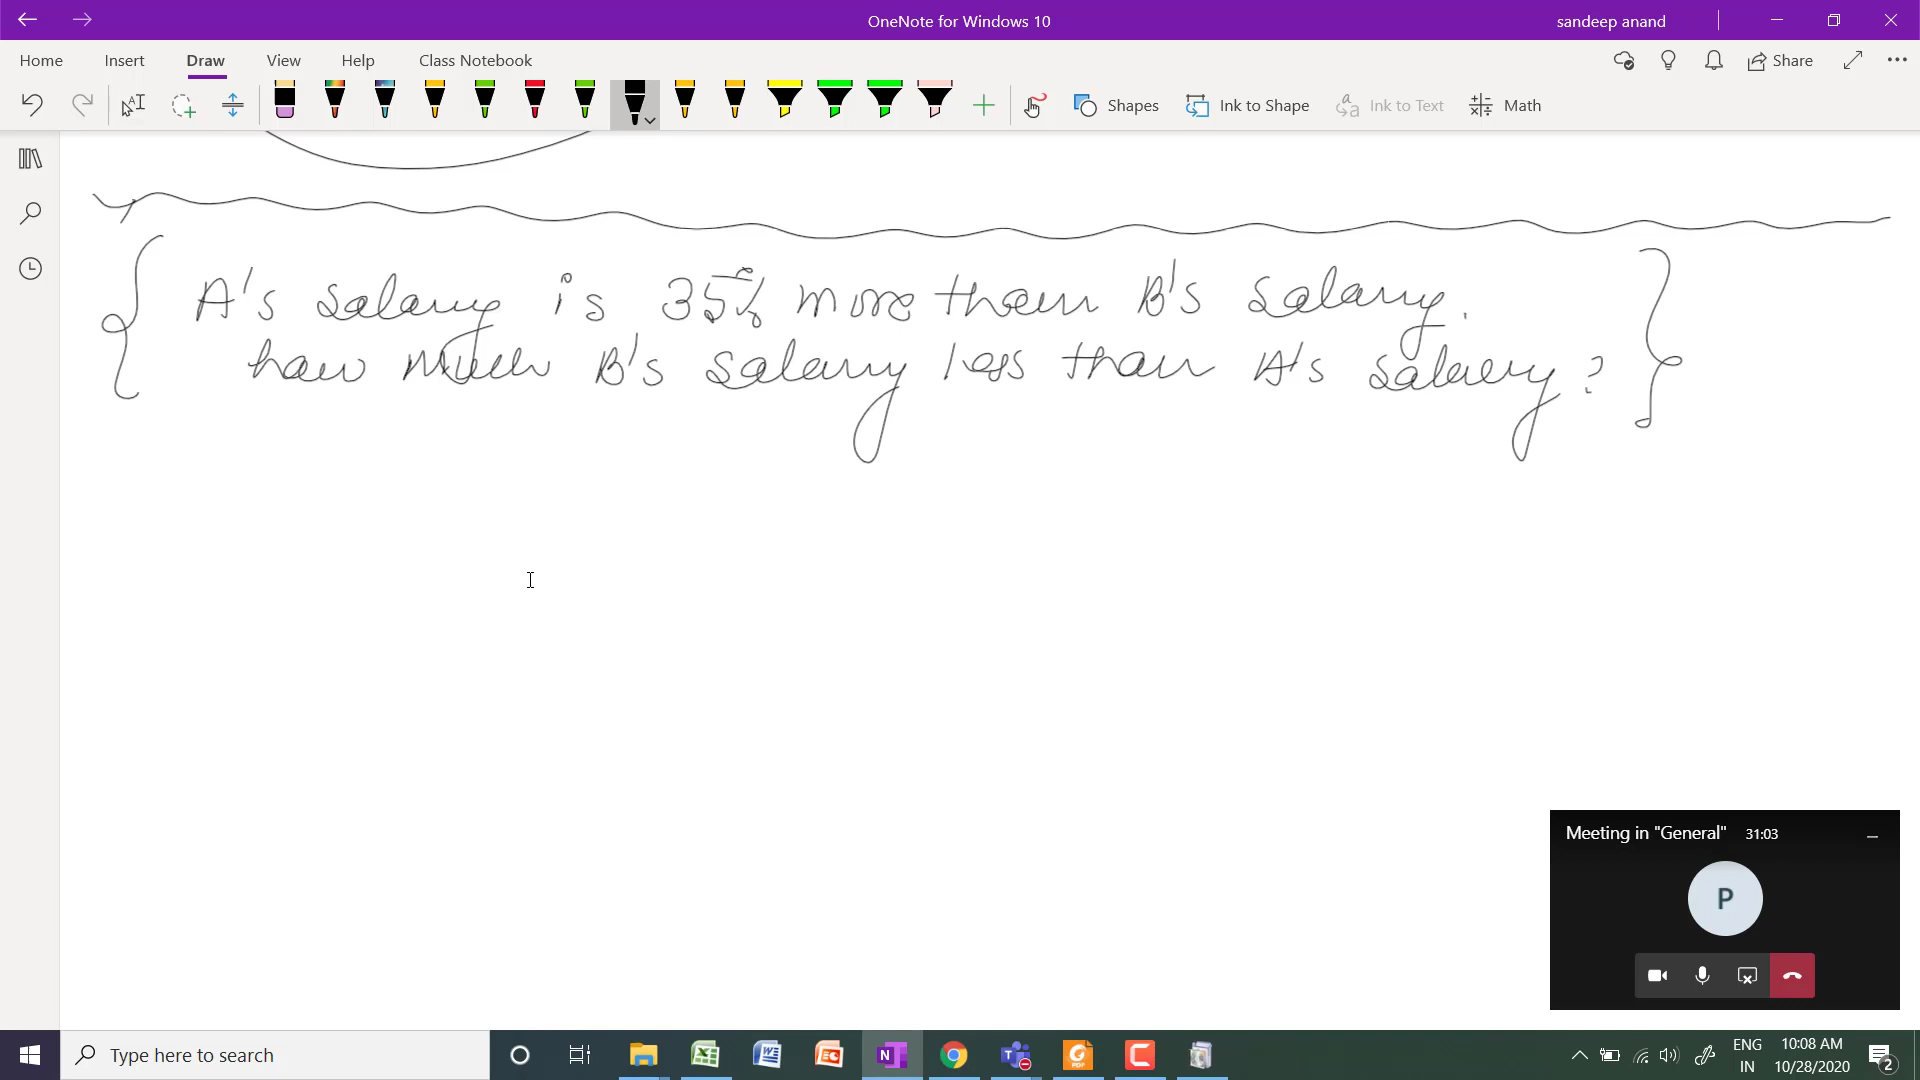 OneNote for Windows 10
sandeep anand
Home Insert Draw View Help Class Notebook
Share
Shapes Ink to Shape Ink to Text Math
A's salary is 35% more than B's salary.
how much B's salary less than A's salary?
Meeting in "General" 31:03
P
Type here to search
ENG
IN
10:08 AM
10/28/2020
2